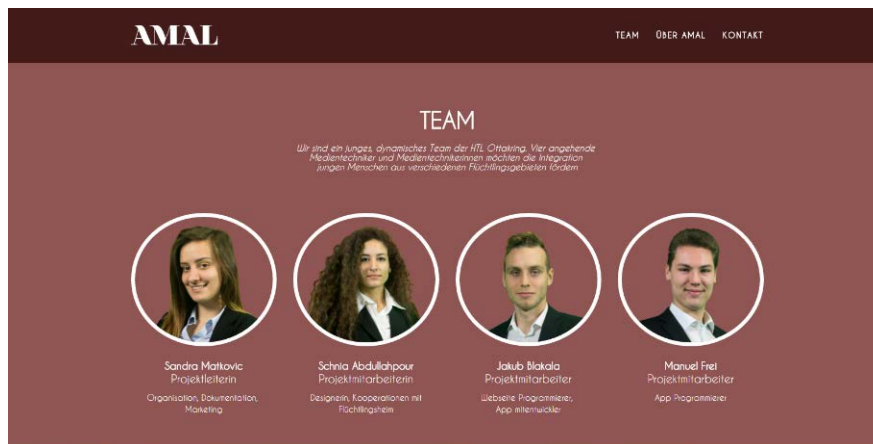 AMAL
TEAM ÜBER AMAL KONTAKT
TEAM
Wir sind ein junges, dynamisches Team der HTL Ottakring. Vier angehende
Medientechniker und Medientechnikerinnen möchten die Integration
jungen Menschen aus verschiedenen Flüchtlingsgebieten fördern
Sandra Matkovic
Projektleiterin
Organisation, Dokumentation,
Marketing
Schnia Abdullahpour
Projektmitarbeiterin
Designerin, Kooperationen mit
Flüchtlingsheim
Jakub Blakala
Projektmitarbeiter
Webseite Programmierer,
App mitentwickler
Manuel Frei
Projektmitarbeiter
App Programmierer